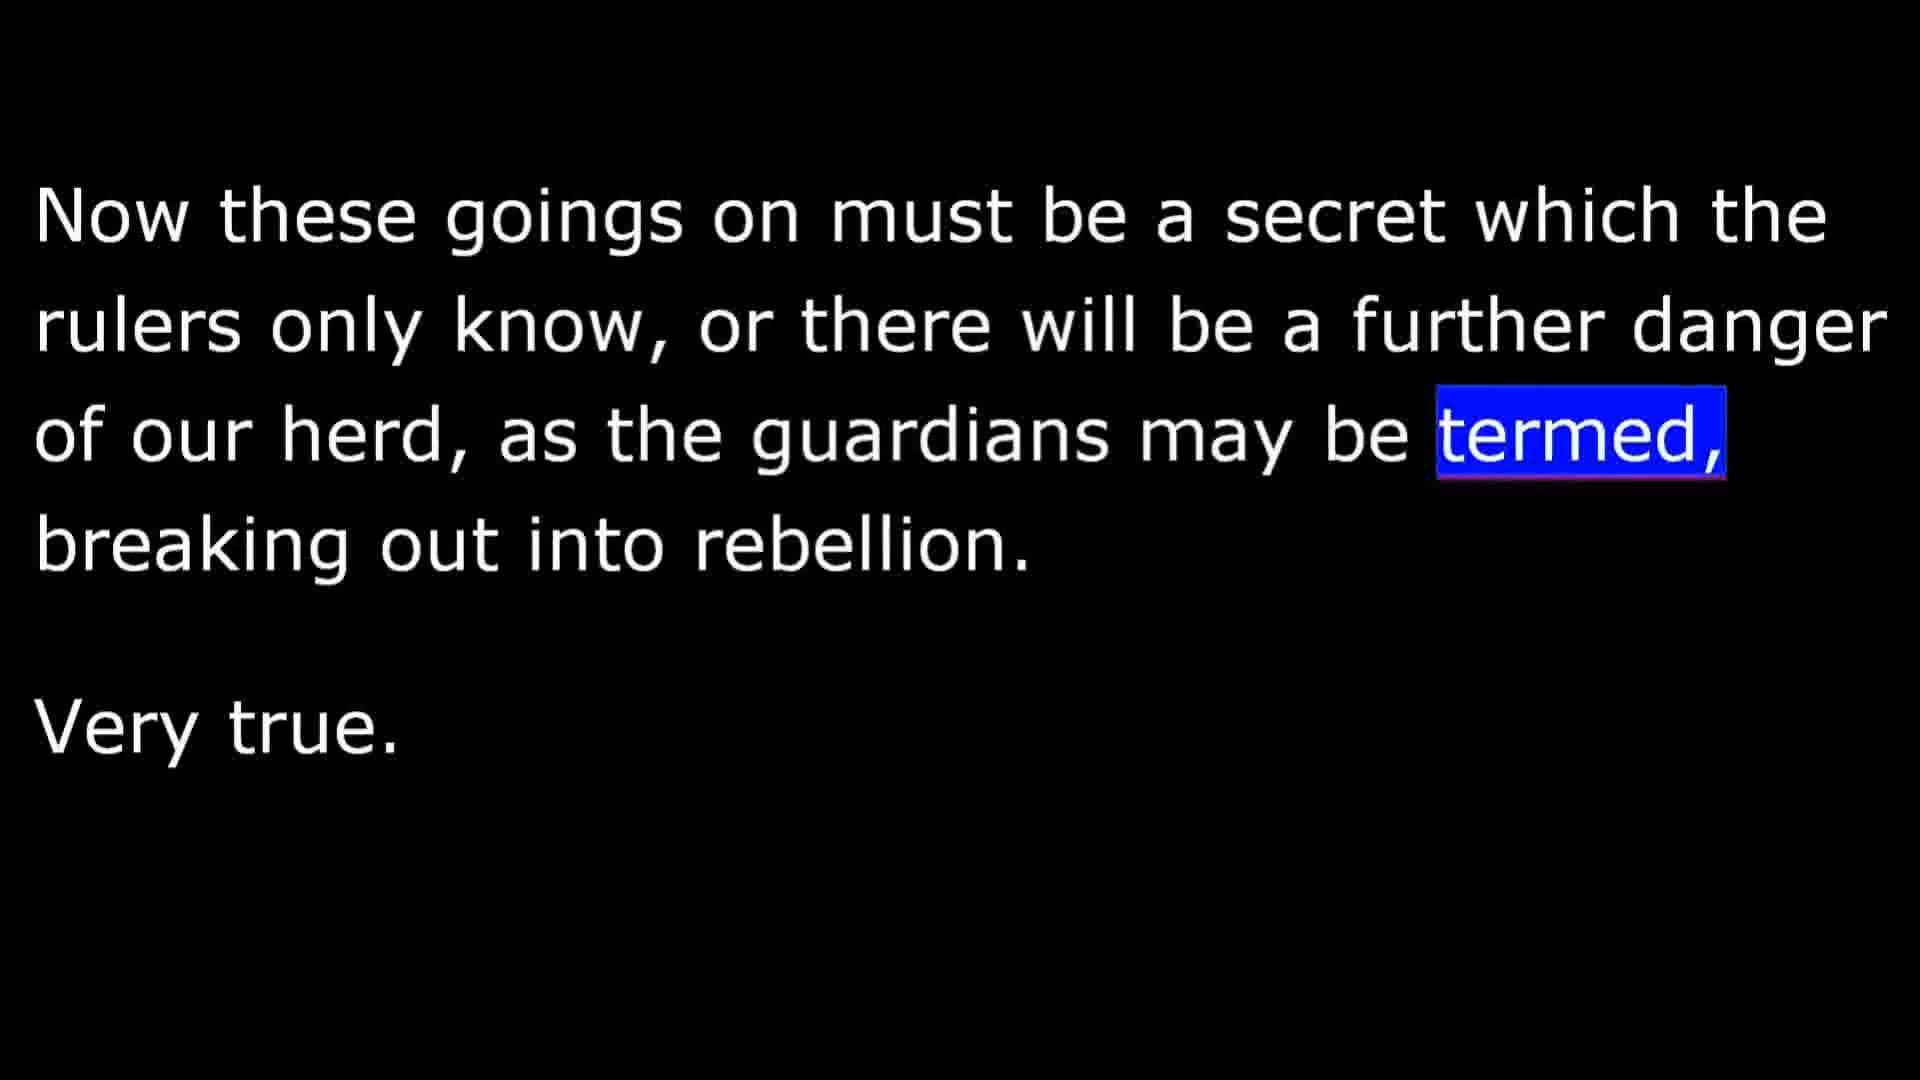 Now these goings on must be a secret which the
rulers only know, or there will be a further danger
of our herd, as the guardians may be termed,
breaking out into rebellion.
Very true.